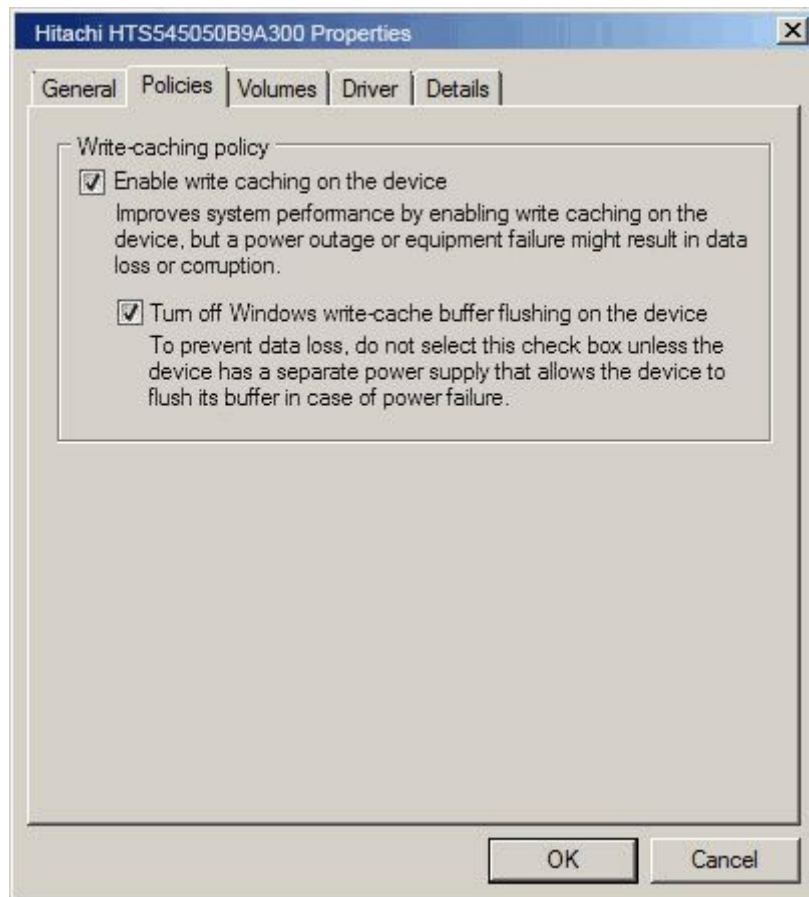 Hitachi HTS545050B9A300 Properties
General Policies Volumes Driver Details
Write-caching policy
Enable write caching on the device
Improves system performance by enabling write caching on the
device, but a power outage or equipment failure might result in data
loss or corruption.
Turn off Windows write-cache buffer flushing on the device
To prevent data loss, do not select this check box unless the
device has a separate power supply that allows the device to
flush its buffer in case of power failure.
OK Cancel